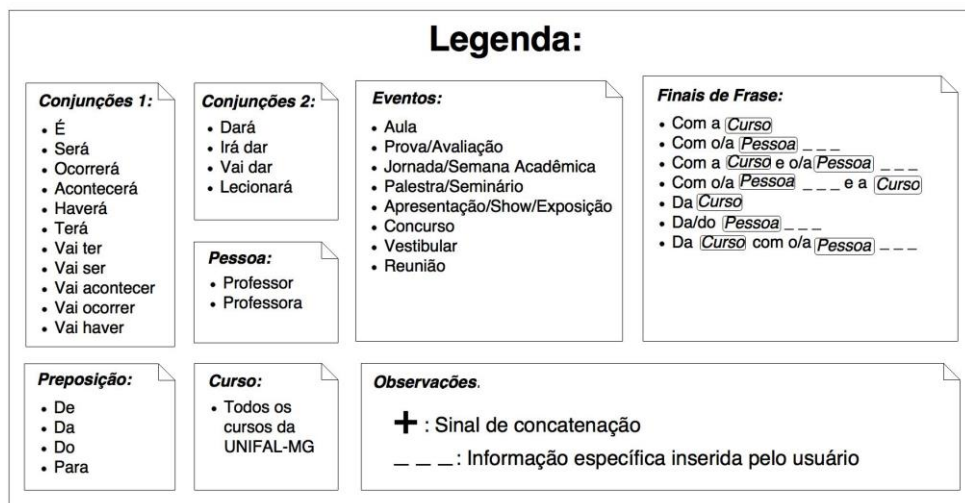 Legenda:
Conjunções 1:
• É
• Será
• Ocorrerá
• Acontecerá
• Haverá
• Terá
• Vai ter
• Vai ser
• Vai acontecer
• Vai ocorrer
• Vai haver
Conjunções 2:
• Dará
• Irá dar
• Vai dar
• Lecionará
Pessoa:
• Professor
• Professora
Eventos:
• Aula
• Prova/Avaliação
• Jornada/Semana Acadêmica
• Palestra/Seminário
• Apresentação/Show/Exposição
• Concurso
• Vestibular
• Reunião
Finais de Frase:
• Com a Curso
• Com o/a Pessoa _ _ _
• Com a Curso e o/a Pessoa _ _ _
• Com o/a Pessoa _ _ _ e a Curso
• Da Curso
• Da/do Pessoa _ _ _
• Da Curso com o/a Pessoa _ _ _
Preposição:
• De
• Da
• Do
• Para
Curso:
• Todos os
cursos da
UNIFAL-MG
Observacões.
+ : Sinal de concatenação
_ _ _: Informação específica inserida pelo usuário